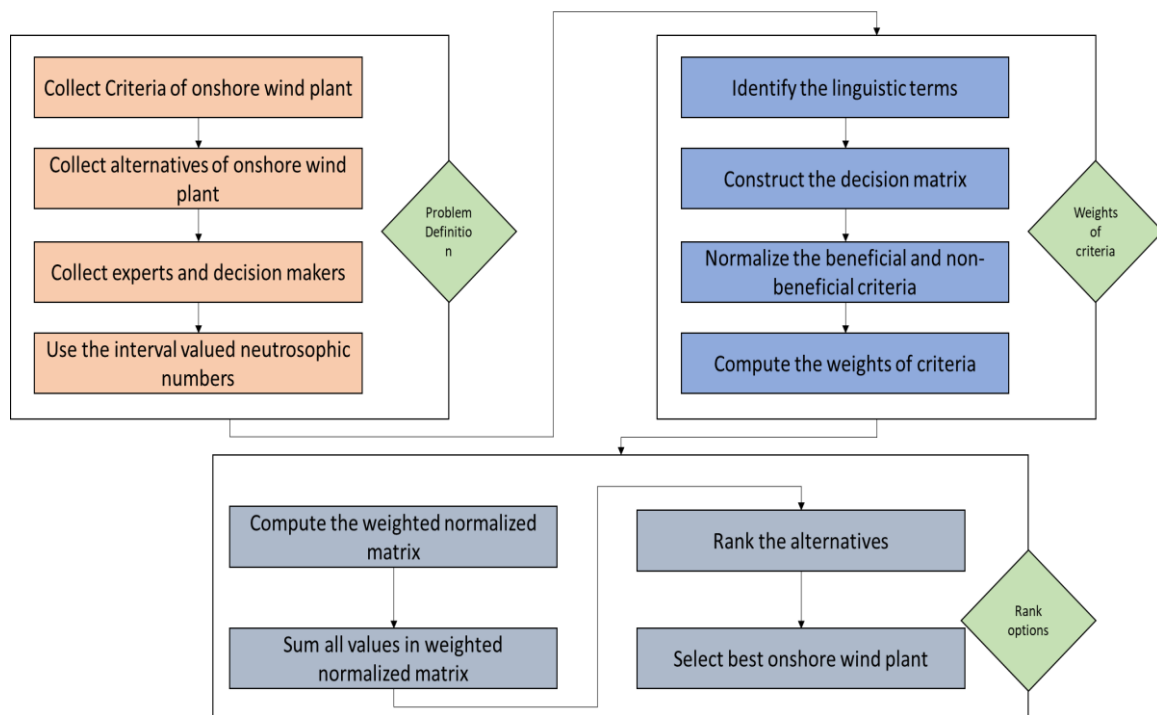 Collect Criteria of onshore wind plant
Collect alternatives of onshore wind
plant
Collect experts and decision makers
Use the interval valued neutrosophic
numbers
Problem
Definitio
n
Identify the linguistic terms
Construct the decision matrix
Normalize the beneficial and non-
beneficial criteria
Compute the weights of criteria
Weights
of
criteria
Compute the weighted normalized
matrix
Sum all values in weighted
normalized matrix
Rank the alternatives
Select best onshore wind plant
Rank
options